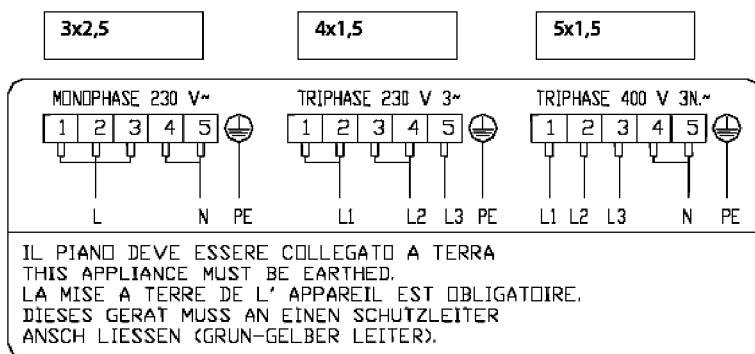 3x2,5 4x1,5 5x1,5
MONOPHASE 230 V~ TRIPHASE 230 V 3~ TRIPHASE 400 V 3N.~
1 2 3 4 5 1 2 3 4 5 1 2 3 4 5
L N PE L1 L2 L3 PE L1 L2 L3 N PE
IL PIANO DEVE ESSERE COLLEGATO A TERRA
THIS APPLIANCE MUST BE EARTHED.
LA MISE A TERRE DE L' APPAREIL EST OBLIGATOIRE.
DIESES GERAT MUSS AN EINEN SCHUTZLEITER
ANSCH LIESSEN (GRUN-GELBER LEITER).